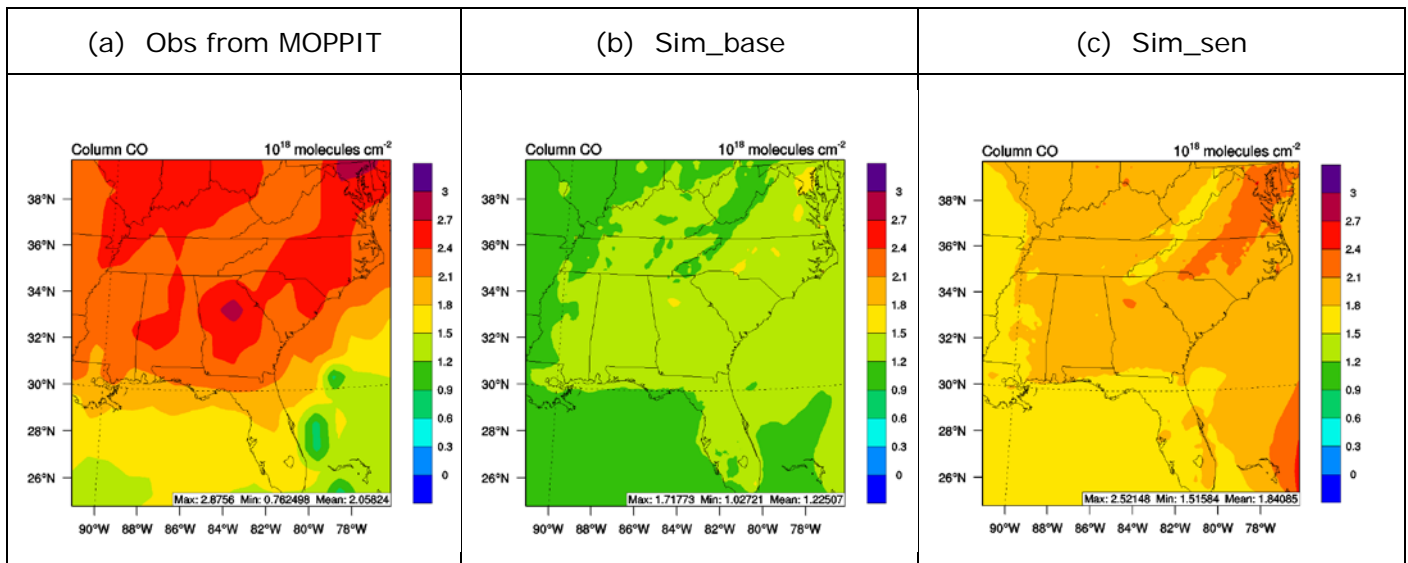 (a) Obs from MOPPIT
(b) Sim_base
(c) Sim_sen
Column CO 10¹⁸ molecules cm⁻²
38°N
36°N
34°N
32°N
30°N
28°N
26°N
90°W 88°W 86°W 84°W 82°W 80°W 78°W
3
2.7
2.4
2.1
1.8
1.5
1.2
0.9
0.6
0.3
0
Max: 2.8756 Min: 0.762498 Mean: 2.05824
Column CO 10¹⁸ molecules cm⁻²
38°N
36°N
34°N
32°N
30°N
28°N
26°N
90°W 88°W 86°W 84°W 82°W 80°W 78°W
3
2.7
2.4
2.1
1.8
1.5
1.2
0.9
0.6
0.3
0
Max: 1.71773 Min: 1.02721 Mean: 1.22507
Column CO 10¹⁸ molecules cm⁻²
38°N
36°N
34°N
32°N
30°N
28°N
26°N
90°W 88°W 86°W 84°W 82°W 80°W 78°W
3
2.7
2.4
2.1
1.8
1.5
1.2
0.9
0.6
0.3
0
Max: 2.52148 Min: 1.51584 Mean: 1.84085